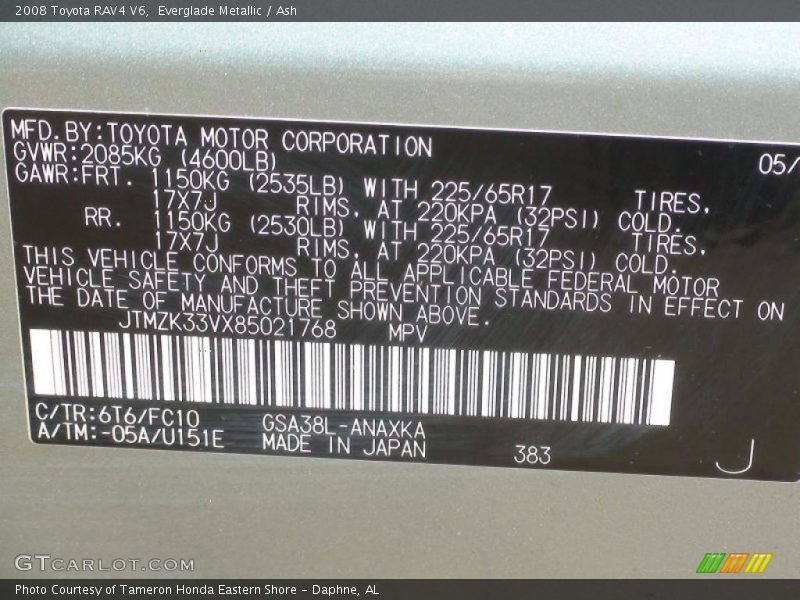 2008 Toyota RAV4 V6,  Everglade Metallic / Ash
MFD.BY:TOYOTA MOTOR CORPORATION 05/
GVWR:2085KG (4600LB)
GAWR:FRT. 1150KG (2535LB) WITH 225/65R17 TIRES,
17X7J RIMS, AT 220KPA (32PSI) COLD.
RR. 1150KG (2530LB) WITH 225/65R17 TIRES,
17X7J RIMS, AT 220KPA (32PSI) COLD.
THIS VEHICLE CONFORMS TO ALL APPLICABLE FEDERAL MOTOR
VEHICLE SAFETY AND THEFT PREVENTION STANDARDS IN EFFECT ON
THE DATE OF MANUFACTURE SHOWN ABOVE.
JTMZK33VX85021768 MPV
C/TR:6T6/FC10 GSA38L-ANAXKA
A/TM:-05A/U151E MADE IN JAPAN 383 J
GTCARLOT.COM
Photo Courtesy of Tameron Honda Eastern Shore - Daphne, AL